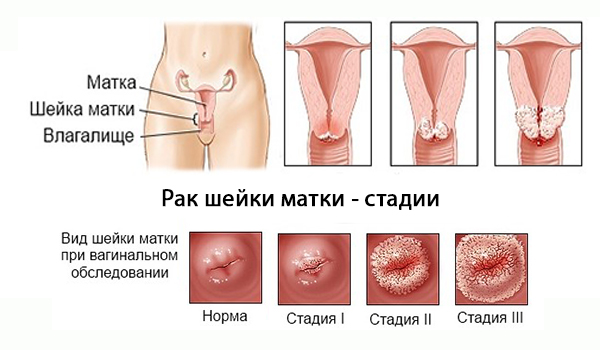 Матка
Шейка матки
Влагалище
Рак шейки матки - стадии
Вид шейки матки
при вагинальном
обследовании
Норма
Стадия I
Стадия II
Стадия III